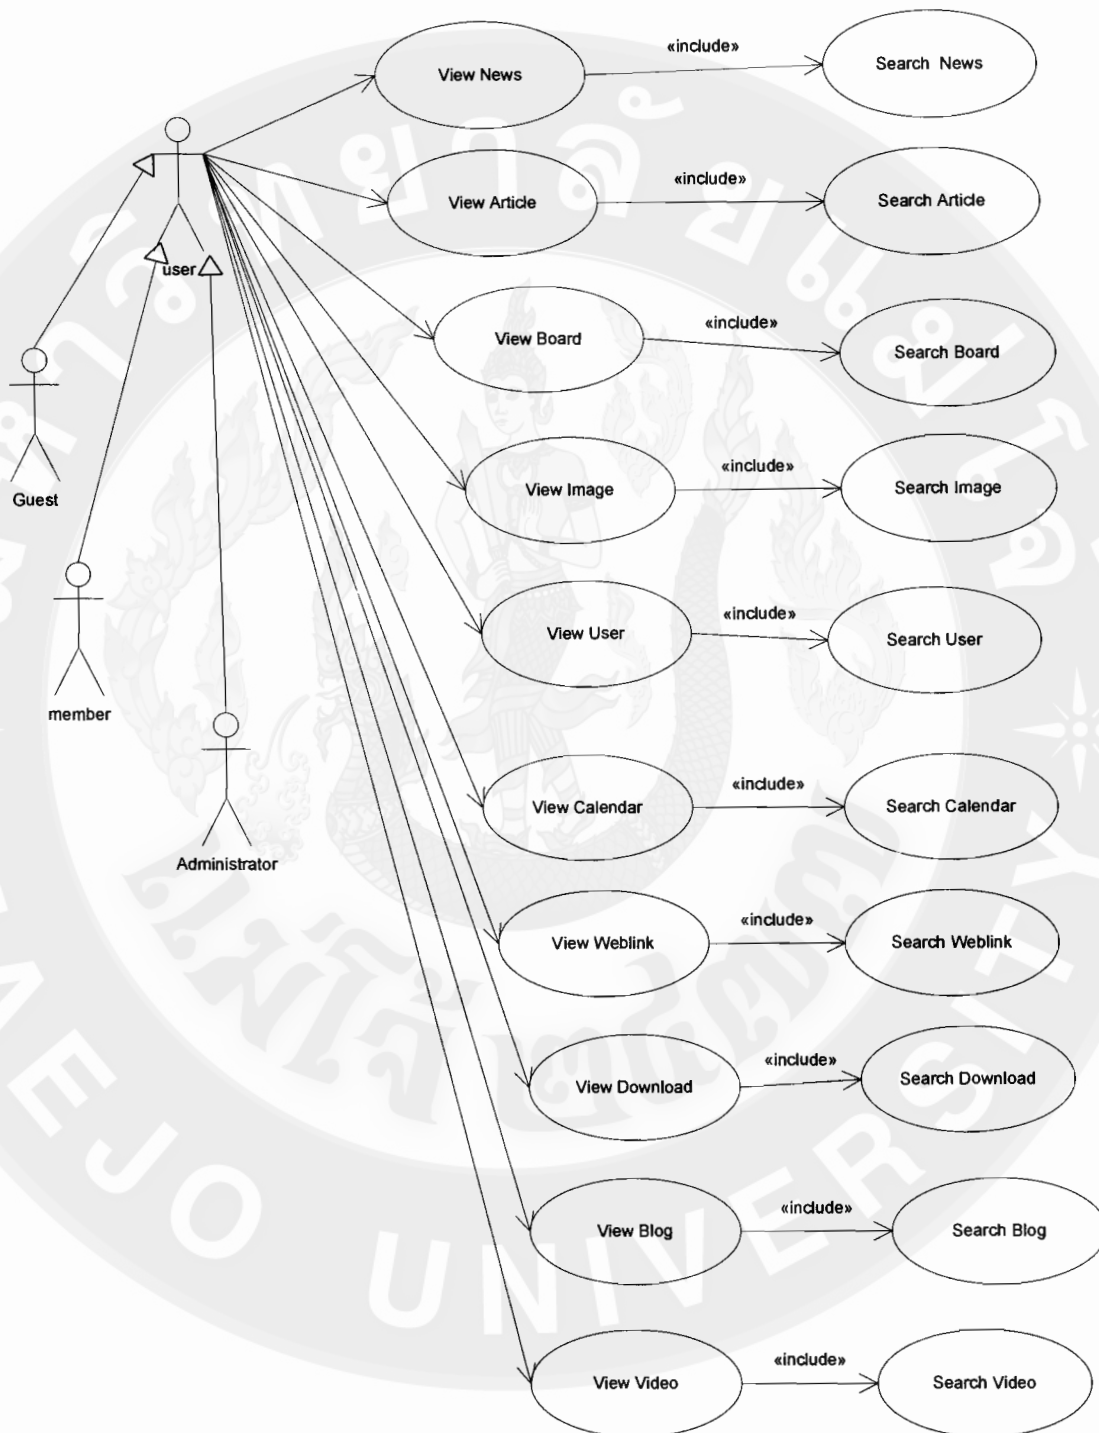 View News
«include»
Search News
View Article
«include»
Search Article
user
View Board
«include»
Search Board
Guest
View Image
«include»
Search Image
member
View User
«include»
Search User
Administrator
View Calendar
«include»
Search Calendar
View Weblink
«include»
Search Weblink
View Download
«include»
Search Download
View Blog
«include»
Search Blog
View Video
«include»
Search Video
AEJO UNIVERSITY